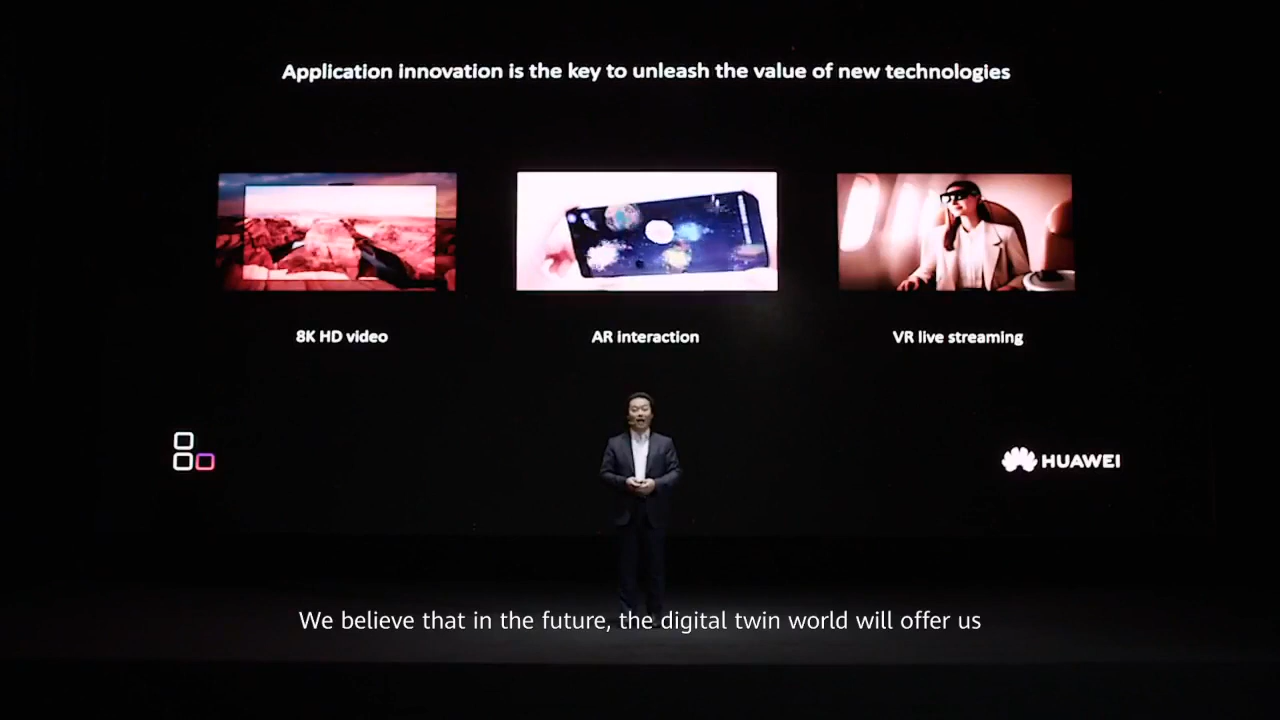 Application innovation is the key to unleash the value of new technologies
8K HD video
AR interaction
VR live streaming
HUAWEI
We believe that in the future, the digital twin world will offer us